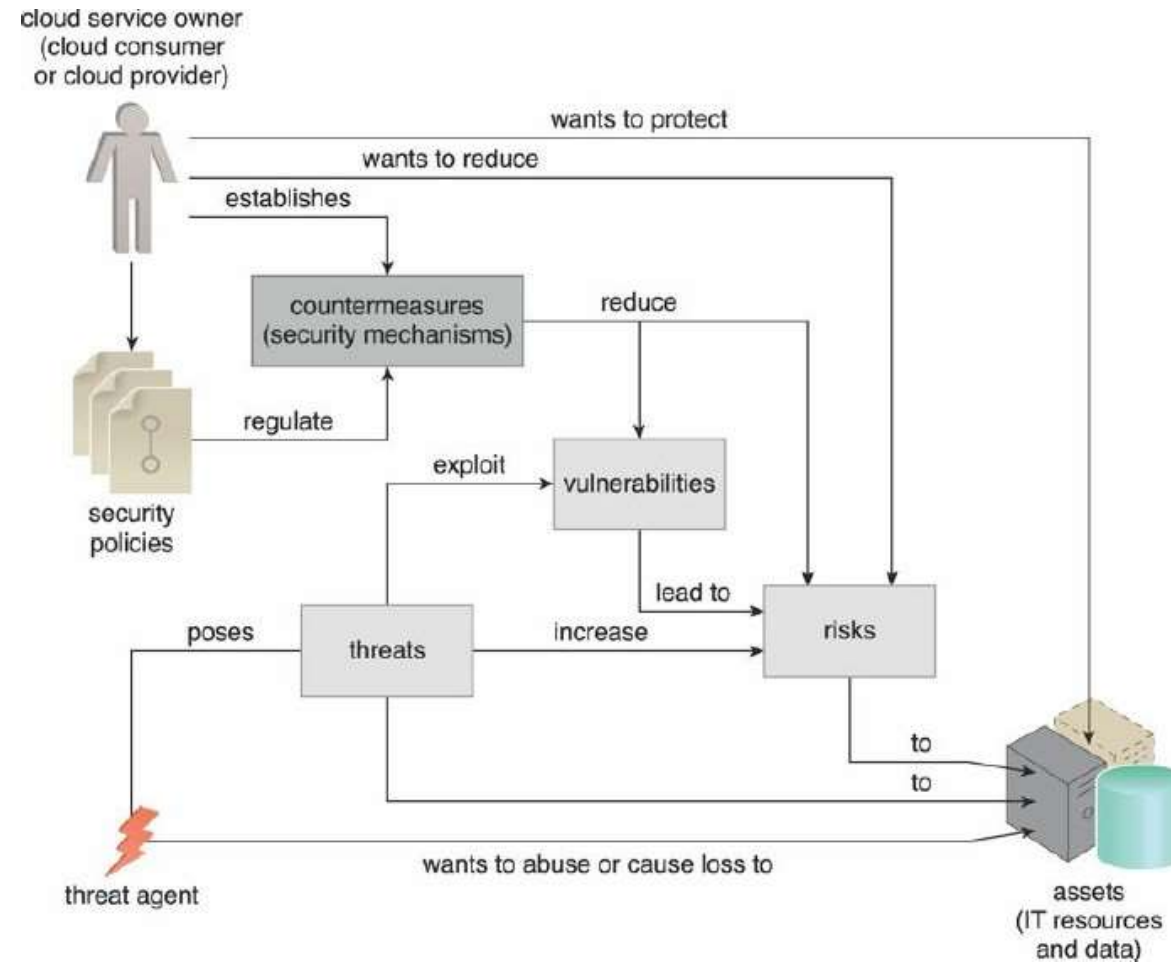 cloud service owner
(cloud consumer
or cloud provider)
wants to protect
wants to reduce
establishes
countermeasures
(security mechanisms)
reduce
regulate
exploit
vulnerabilities
security
policies
lead to
poses
threats
increase
risks
to
to
wants to abuse or cause loss to
threat agent
assets
(IT resources
and data)